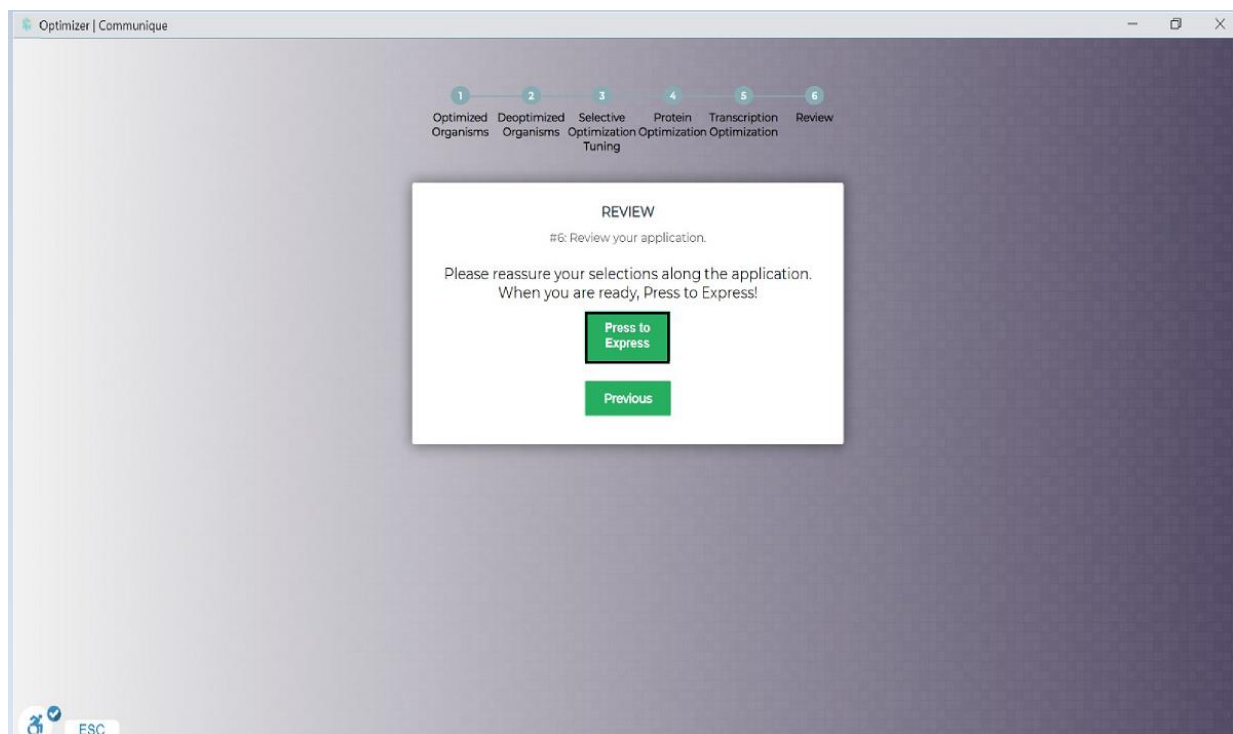 Optimizer | Communique
1 2 3 4 5 6
Optimized Deoptimized Selective Protein Transcription Review
Organisms Organisms Optimization Optimization Optimization
Tuning
REVIEW
#6: Review your application.
Please reassure your selections along the application.
When you are ready, Press to Express!
Press to
Express
Previous
ESC